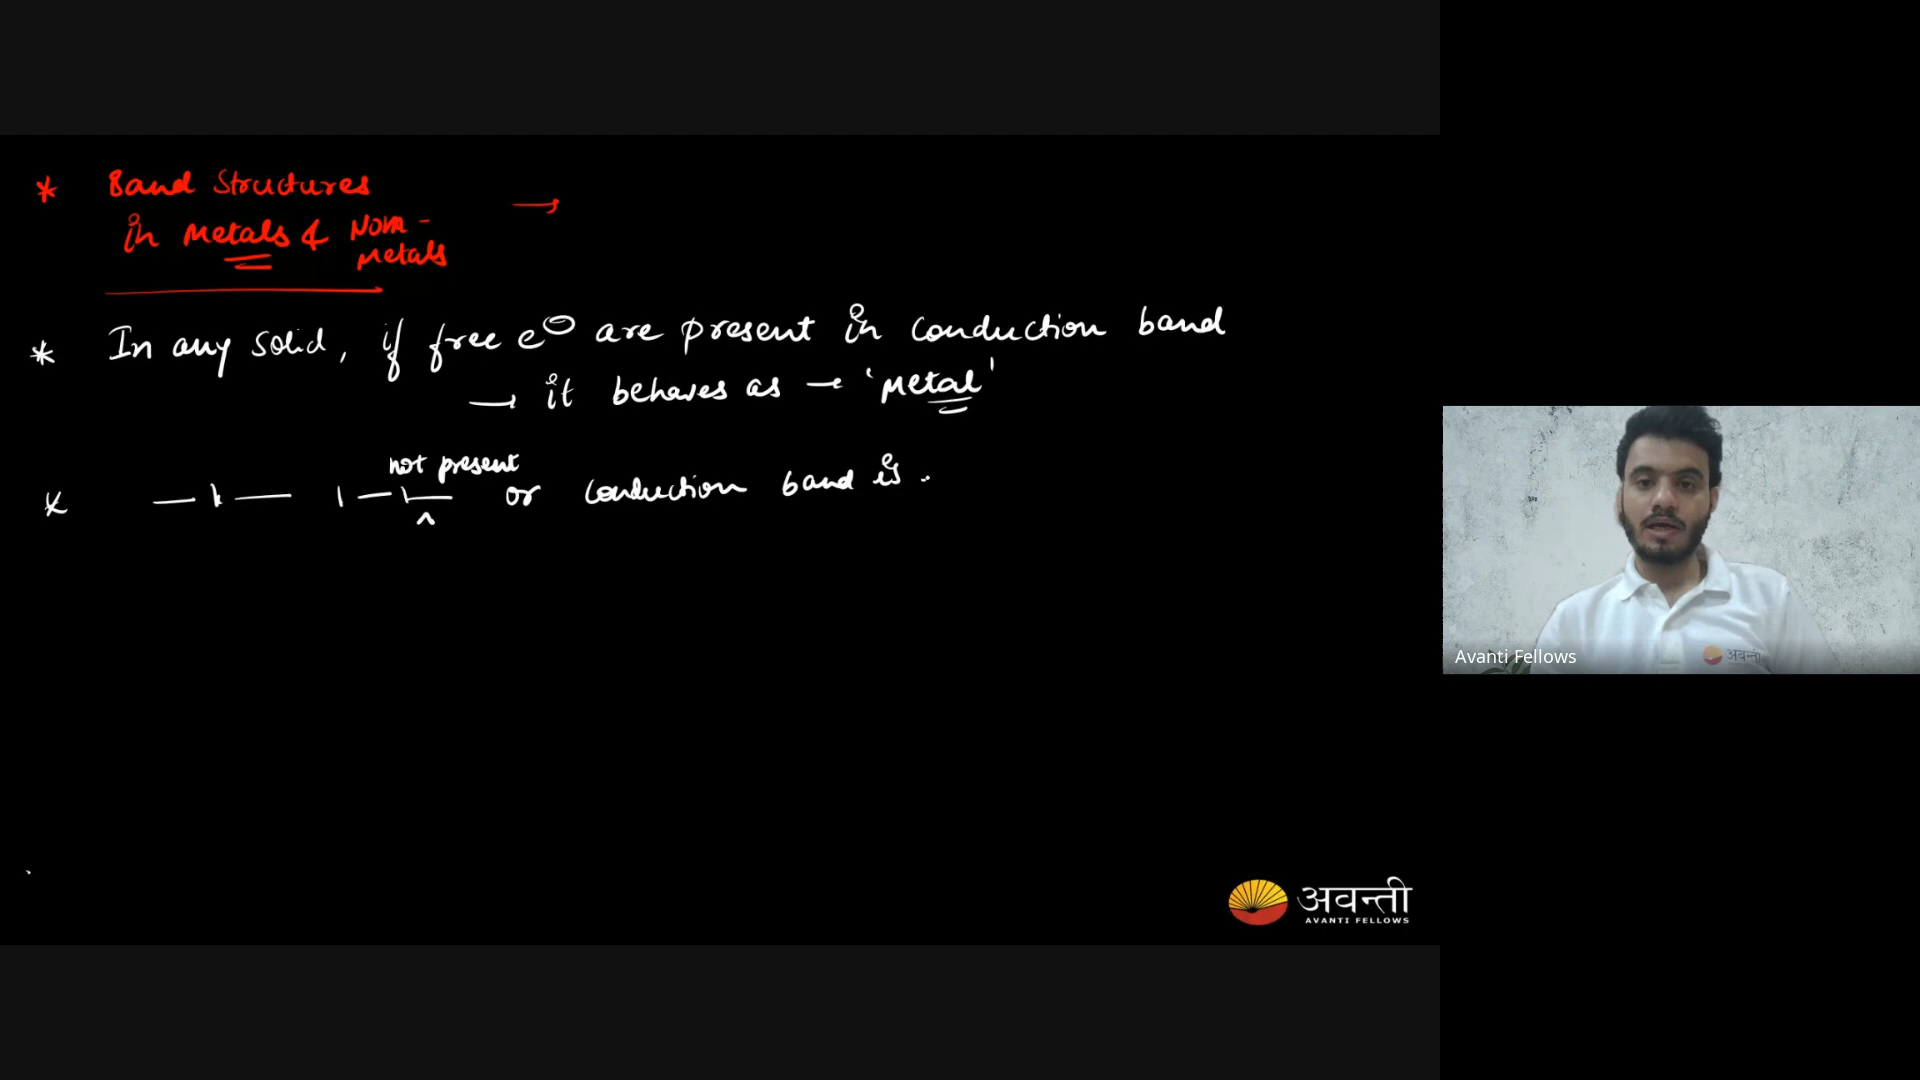 * Band Structures →
in Metals & Non-
Metals
* In any solid, if free e⊖ are present in conduction band
→ it behaves as → 'Metal'
not present
* —〃— 〃—〃— ^ or conduction band is ..
Avanti Fellows
अवन्ती
अवन्ती
AVANTI FELLOWS